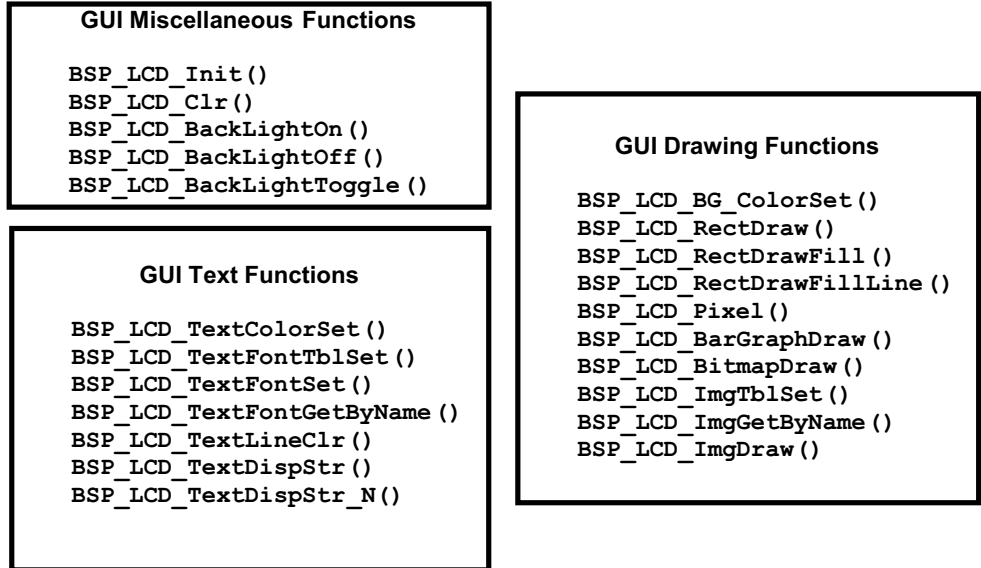 GUI Miscellaneous Functions
BSP_LCD_Init()
BSP_LCD_Clr()
BSP_LCD_BackLightOn()
BSP_LCD_BackLightOff()
BSP_LCD_BackLightToggle()
GUI Text Functions
BSP_LCD_TextColorSet()
BSP_LCD_TextFontTblSet()
BSP_LCD_TextFontSet()
BSP_LCD_TextFontGetByName()
BSP_LCD_TextLineClr()
BSP_LCD_TextDispStr()
BSP_LCD_TextDispStr_N()
GUI Drawing Functions
BSP_LCD_BG_ColorSet()
BSP_LCD_RectDraw()
BSP_LCD_RectDrawFill()
BSP_LCD_RectDrawFillLine()
BSP_LCD_Pixel()
BSP_LCD_BarGraphDraw()
BSP_LCD_BitmapDraw()
BSP_LCD_ImgTblSet()
BSP_LCD_ImgGetByName()
BSP_LCD_ImgDraw()